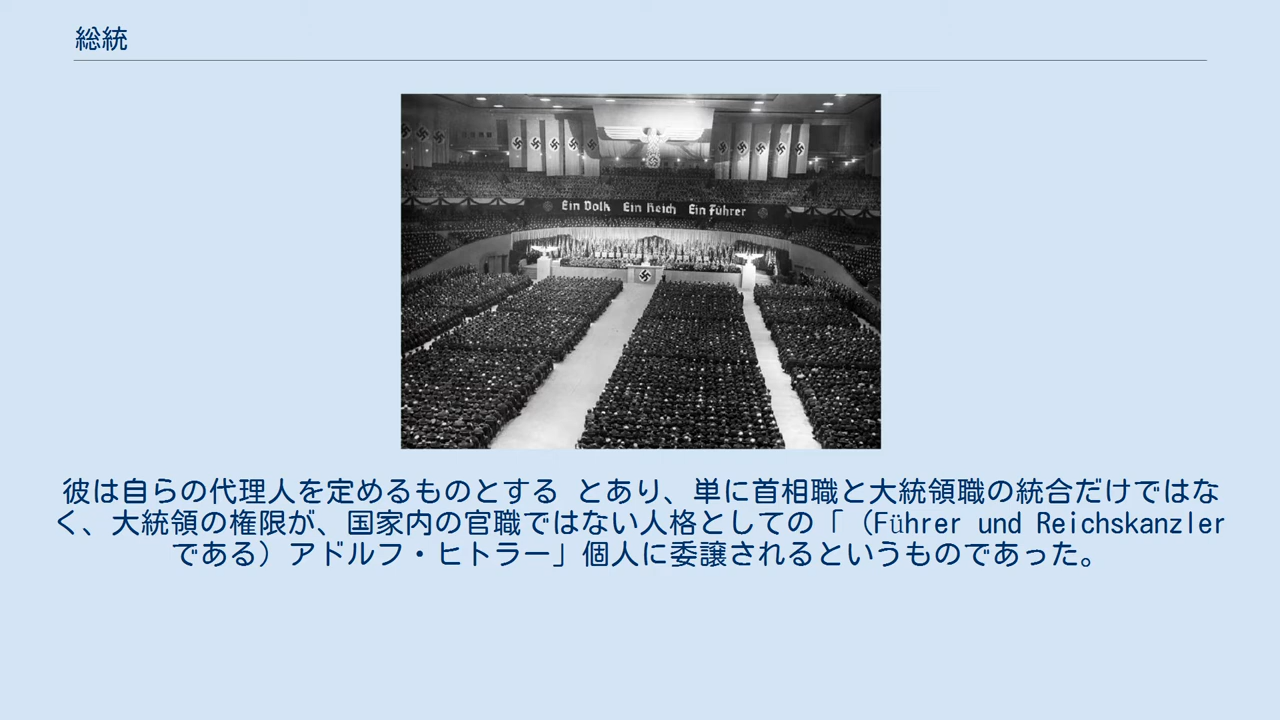 総統
Ein Volk Ein Reich Ein Führer
彼は自らの代理人を定めるものとする とあり、単に首相職と大統領職の統合だけではな
く、大統領の権限が、国家内の官職ではない人格としての「（Führer und Reichskanzler
である）アドルフ・ヒトラー」個人に委譲されるというものであった。